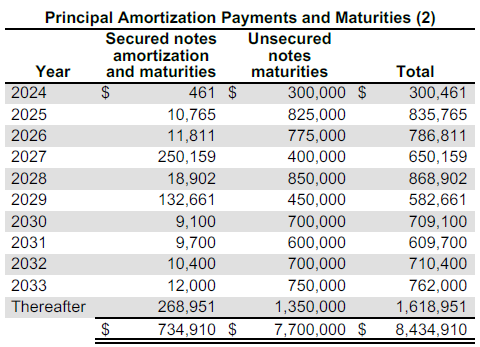 Principal Amortization Payments and Maturities (2)
Secured notes Unsecured
amortization notes
Year and maturities maturities Total
2024 $ 461 $ 300,000 $ 300,461
2025 10,765 825,000 835,765
2026 11,811 775,000 786,811
2027 250,159 400,000 650,159
2028 18,902 850,000 868,902
2029 132,661 450,000 582,661
2030 9,100 700,000 709,100
2031 9,700 600,000 609,700
2032 10,400 700,000 710,400
2033 12,000 750,000 762,000
Thereafter 268,951 1,350,000 1,618,951
$ 734,910 $ 7,700,000 $ 8,434,910